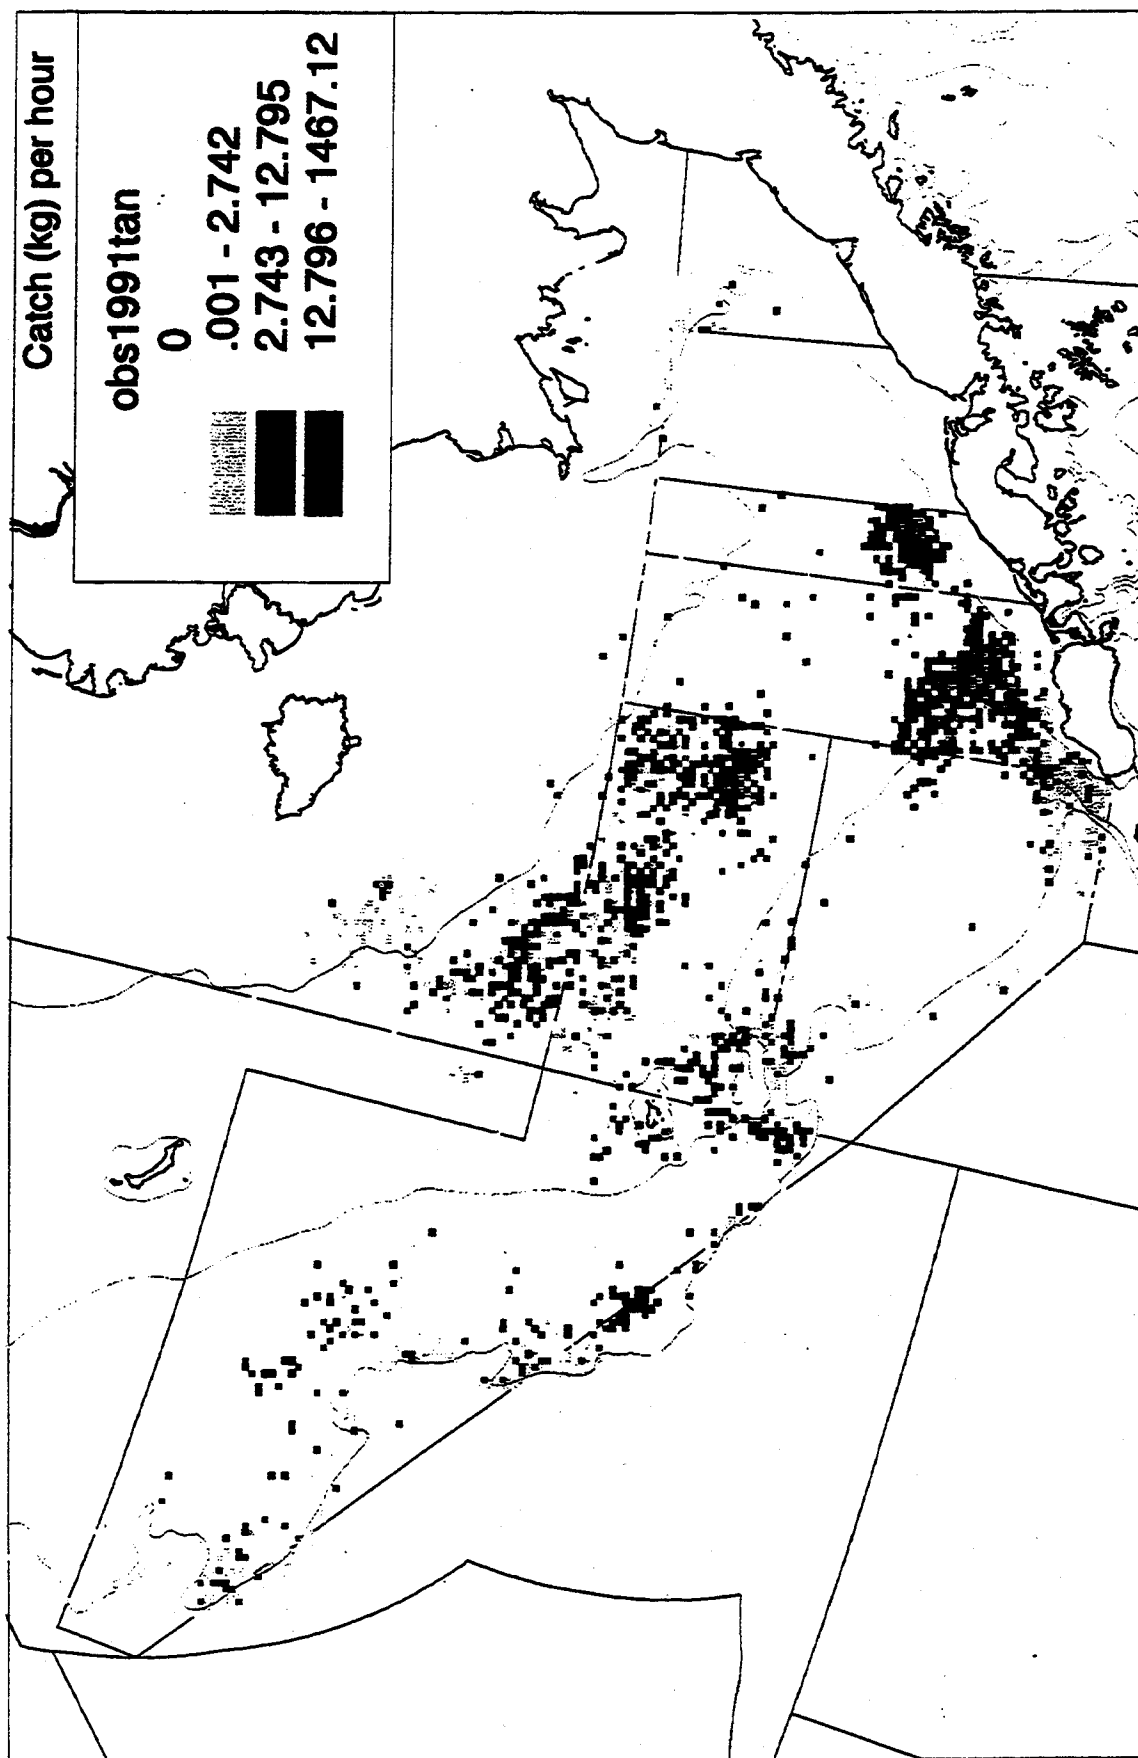 Catch (kg) per hour
obs1991tan
0
.001 - 2.742
2.743 - 12.795
12.796 - 1467.12